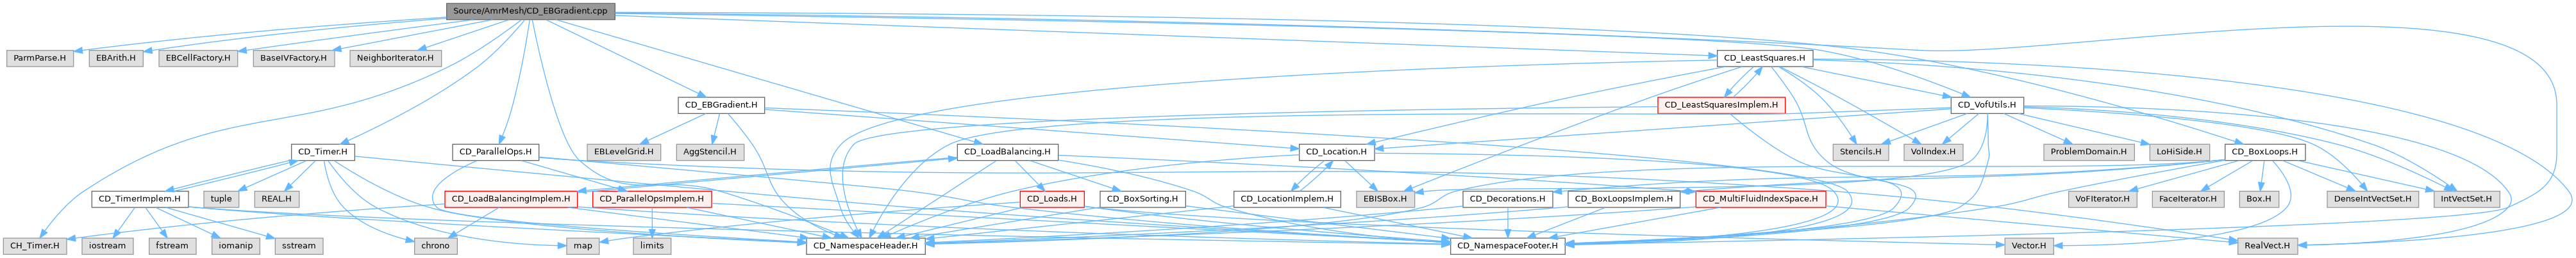 Source/AmrMesh/CD_EBGradient.cpp
ParmParse.H
EBArith.H
EBCellFactory.H
BaseIVFactory.H
NeighborIterator.H
CD_LeastSquares.H
CD_EBGradient.H
CD_LeastSquaresImplem.H
CD_VofUtils.H
CD_Timer.H
CD_ParallelOps.H
EBLevelGrid.H
AggStencil.H
CD_LoadBalancing.H
CD_Location.H
Stencils.H
VolIndex.H
ProblemDomain.H
LoHiSide.H
CD_BoxLoops.H
CD_TimerImplem.H
tuple
REAL.H
CD_LoadBalancingImplem.H
CD_ParallelOpsImplem.H
CD_Loads.H
CD_BoxSorting.H
CD_LocationImplem.H
EBISBox.H
CD_Decorations.H
CD_BoxLoopsImplem.H
CD_MultiFluidIndexSpace.H
VoFIterator.H
FaceIterator.H
Box.H
DenseIntVectSet.H
IntVectSet.H
CH_Timer.H
iostream
fstream
iomanip
sstream
chrono
map
limits
CD_NamespaceHeader.H
CD_NamespaceFooter.H
Vector.H
RealVect.H